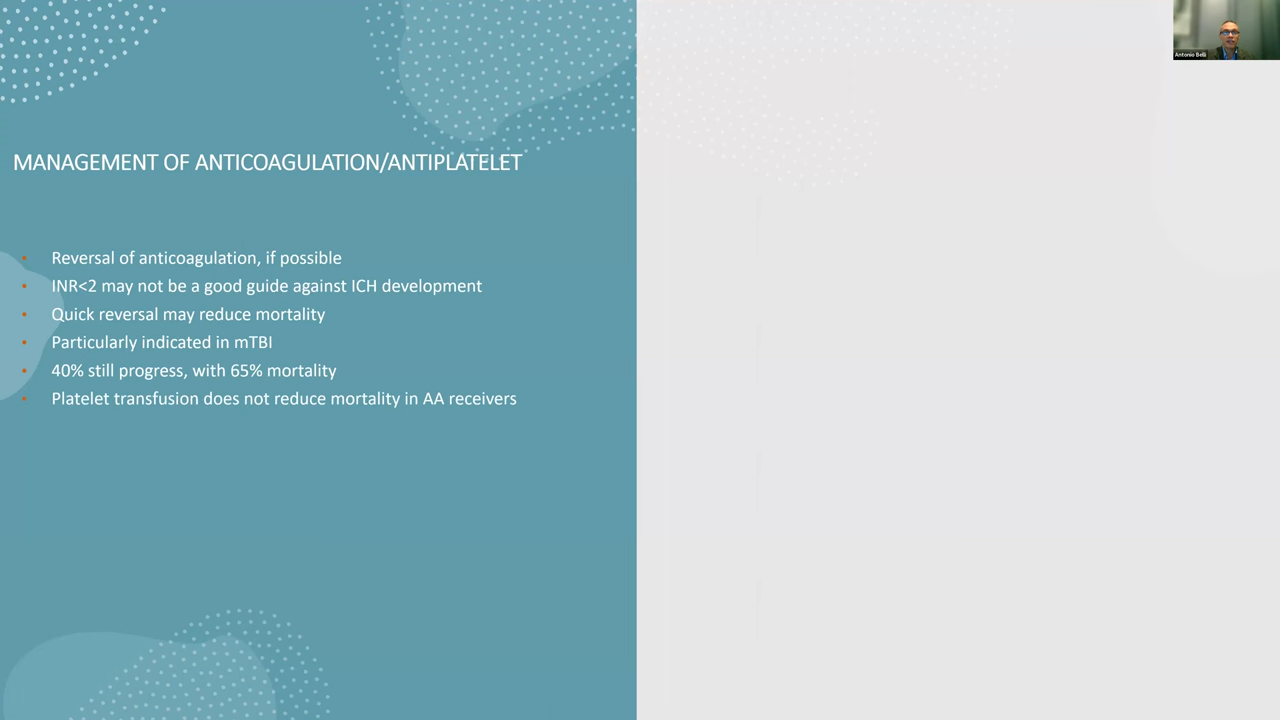 Antonio Belli
MANAGEMENT OF ANTICOAGULATION/ANTIPLATELET
• Reversal of anticoagulation, if possible
• INR<2 may not be a good guide against ICH development
• Quick reversal may reduce mortality
• Particularly indicated in mTBI
• 40% still progress, with 65% mortality
• Platelet transfusion does not reduce mortality in AA receivers